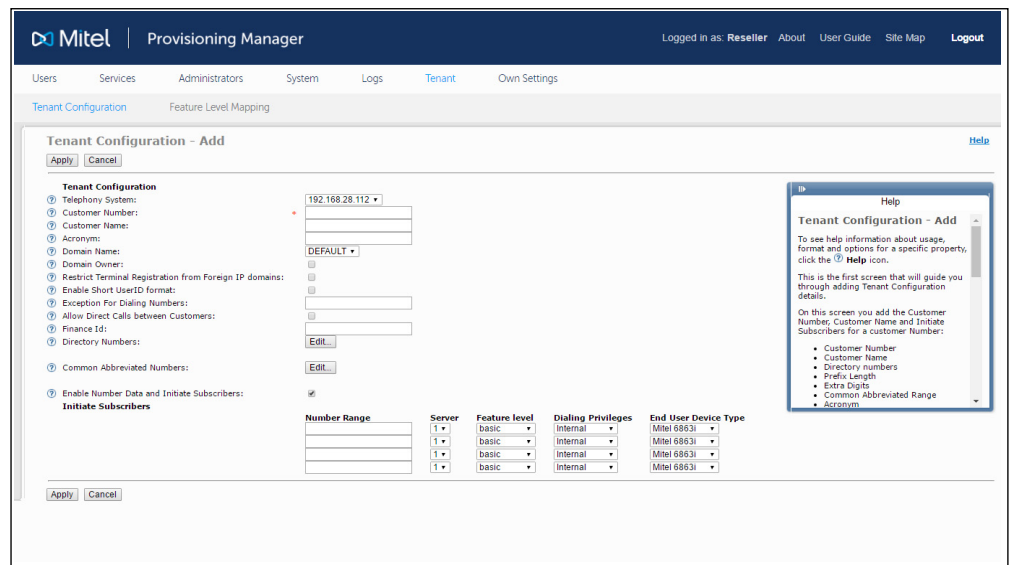 Mitel | Provisioning Manager
Logged in as: Reseller About User Guide Site Map Logout
Users Services Administrators System Logs Tenant Own Settings
Tenant Configuration Feature Level Mapping
Tenant Configuration - Add
Help
Apply Cancel
Tenant Configuration
Telephony System: 192.168.28.112
Customer Number: *
Customer Name:
Acronym:
Domain Name: DEFAULT
Domain Owner:
Restrict Terminal Registration from Foreign IP domains:
Enable Short UserID format:
Exception For Dialing Numbers:
Allow Direct Calls between Customers:
Finance Id:
Directory Numbers: Edit...
Common Abbreviated Numbers: Edit...
Enable Number Data and Initiate Subscribers:
Initiate Subscribers
Number Range Server Feature level Dialing Privileges End User Device Type
1 basic Internal Mitel 6863i
1 basic Internal Mitel 6863i
1 basic Internal Mitel 6863i
1 basic Internal Mitel 6863i
Apply Cancel
Help
Tenant Configuration - Add
To see help information about usage,
format and options for a specific property,
click the ? Help icon.
This is the first screen that will guide you
through adding Tenant Configuration
details.
On this screen you add the Customer
Number, Customer Name and Initiate
Subscribers for a customer Number:
• Customer Number
• Customer Name
• Directory numbers
• Prefix Length
• Extra Digits
• Common Abbreviated Range
• Acronym